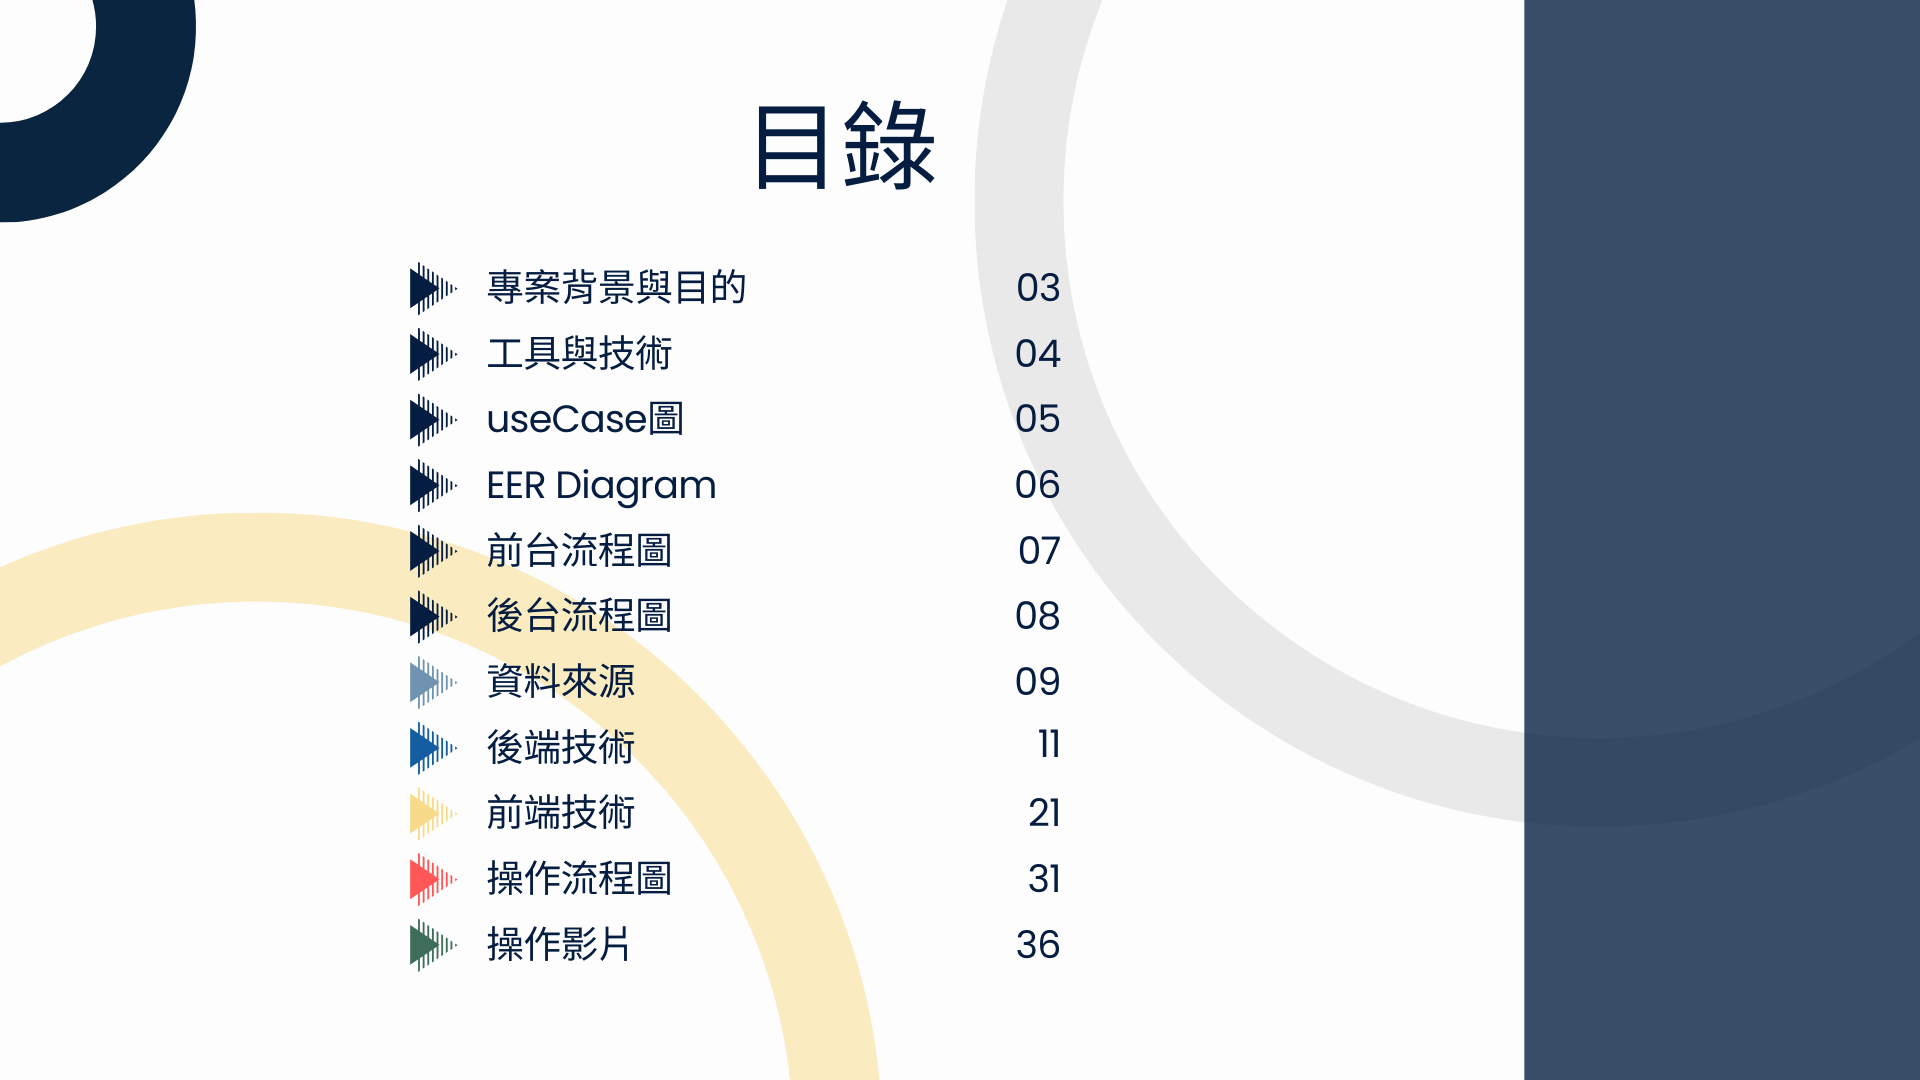 目錄
專案背景與目的 03
工具與技術 04
useCase圖 05
EER Diagram 06
前台流程圖 07
後台流程圖 08
資料來源 09
後端技術 11
前端技術 21
操作流程圖 31
操作影片 36